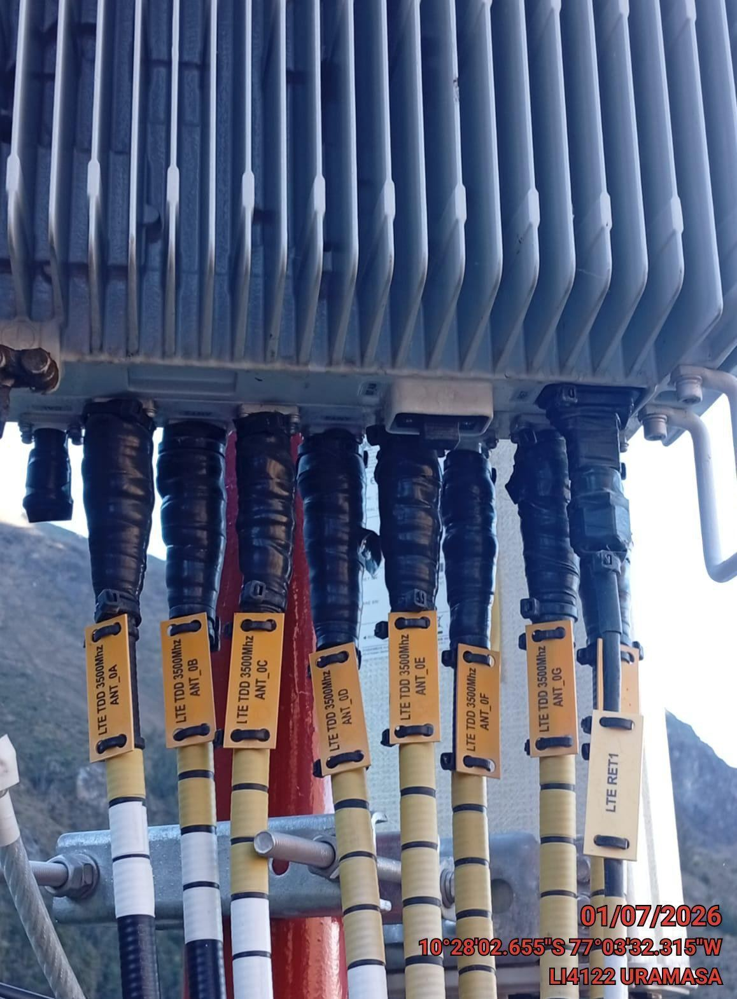 LTE TDD 3500Mhz
ANT_0A
LTE TDD 3500Mhz
ANT_0B
LTE TDD 3500Mhz
ANT_0C
LTE TDD 3500Mhz
ANT_0D
LTE TDD 3500Mhz
ANT_0E
LTE TDD 3500Mhz
ANT_0F
LTE TDD 3500Mhz
ANT_0G
LTE RET1
01/07/2026
10°28'02.655"S 77°03'32.315"W
LI4122 URAMASA